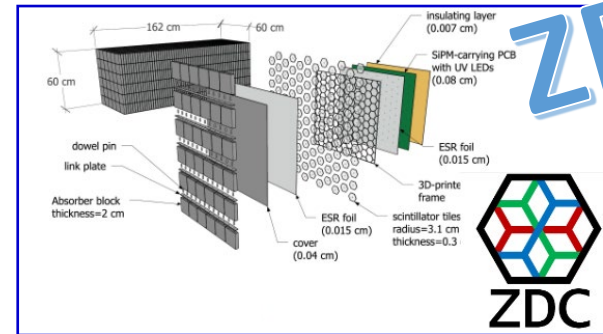 162 cm
60 cm
60 cm
insulating layer
(0.007 cm)
SiPM-carrying PCB
with UV LEDs
(0.08 cm)
ESR foil
(0.015 cm)
frame
scintillator tiles
radius=3.1 cm
thickness=0.3
ESR foil
(0.015 cm)
cover
(0.04 cm)
dowel pin
link plate
Absorber block
thickness=2 cm
ZDC